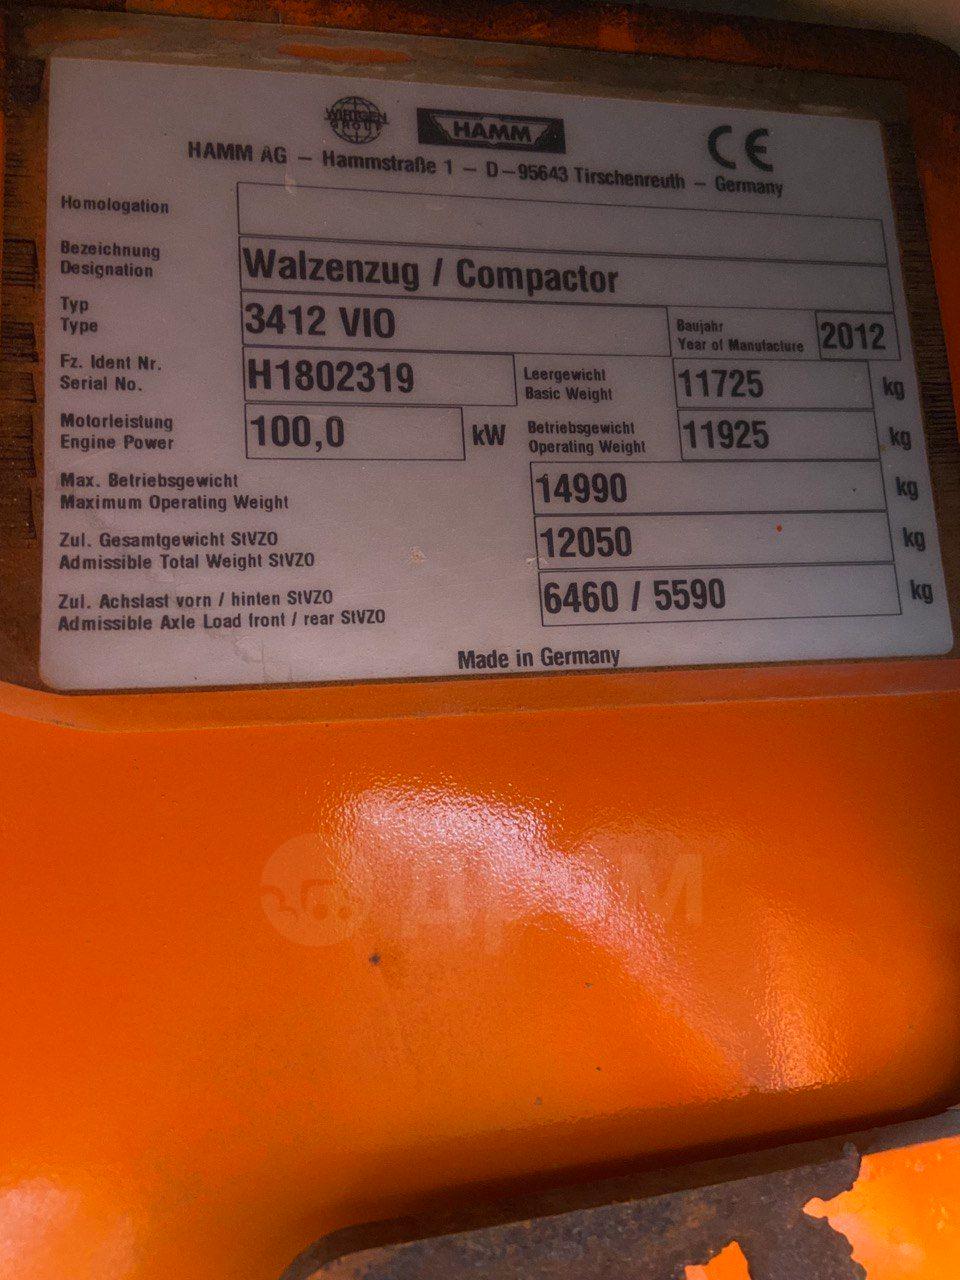 WIRTGEN GROUP
HAMM
CE
HAMM AG – Hammstraße 1 – D-95643 Tirschenreuth – Germany
Homologation
Bezeichnung
Designation
Walzenzug / Compactor
Typ
Type
3412 VIO
Baujahr
Year of Manufacture
2012
Fz. Ident Nr.
Serial No.
H1802319
Leergewicht
Basic Weight
11725 kg
Motorleistung
Engine Power
100,0 kW
Betriebsgewicht
Operating Weight
11925 kg
Max. Betriebsgewicht
Maximum Operating Weight
14990 kg
Zul. Gesamtgewicht StVZO
Admissible Total Weight StVZO
12050 kg
Zul. Achslast vorn / hinten StVZO
Admissible Axle Load front / rear StVZO
6460 / 5590 kg
Made in Germany
дром